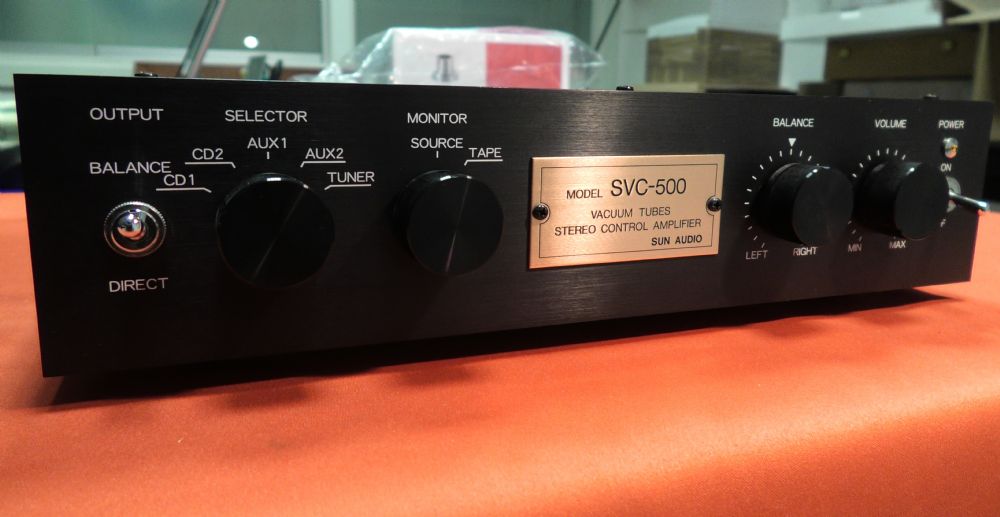 OUTPUT
BALANCE
DIRECT
SELECTOR
CD1
CD2
AUX1
AUX2
TUNER
MONITOR
SOURCE
TAPE
MODEL SVC-500
VACUUM TUBES
STEREO CONTROL AMPLIFIER
SUN AUDIO
BALANCE
LEFT RIGHT
VOLUME
MIN MAX
POWER
ON